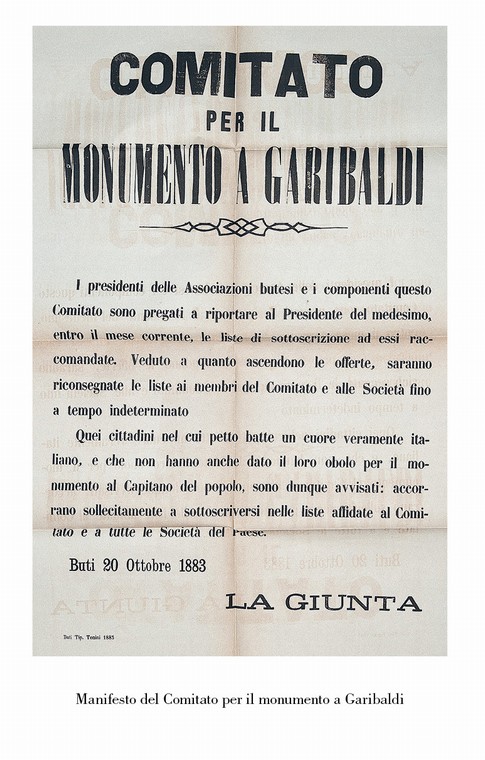 COMITATO
PER IL
MONUMENTO A GARIBALDI
I presidenti delle Associazioni butesi e i componenti questo
Comitato sono pregati a riportare al Presidente del medesimo,
entro il mese corrente, le liste di sottoscrizione ad essi rac-
comandate. Veduto a quanto ascendono le offerte, saranno
riconsegnate le liste ai membri del Comitato e alle Società fino
a tempo indeterminato
Quei cittadini nel cui petto batte un cuore veramente ita-
liano, e che non hanno anche dato il loro obolo per il mo-
numento al Capitano del popolo, sono dunque avvisati: accor-
rano sollecitamente a sottoscriversi nelle liste affidate al Comi-
tato e a tutte le Società del Paese.
Buti 20 Ottobre 1883
LA GIUNTA
Buti Tip. Tonini 1883
Manifesto del Comitato per il monumento a Garibaldi